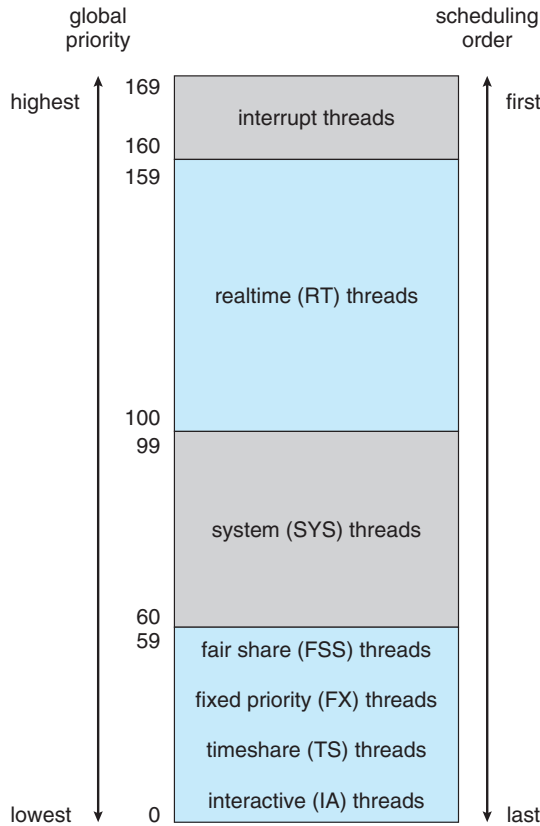 global
priority
scheduling
order
highest
169
interrupt threads
first
160
159
realtime (RT) threads
100
99
system (SYS) threads
60
59
fair share (FSS) threads
fixed priority (FX) threads
timeshare (TS) threads
lowest
0
interactive (IA) threads
last